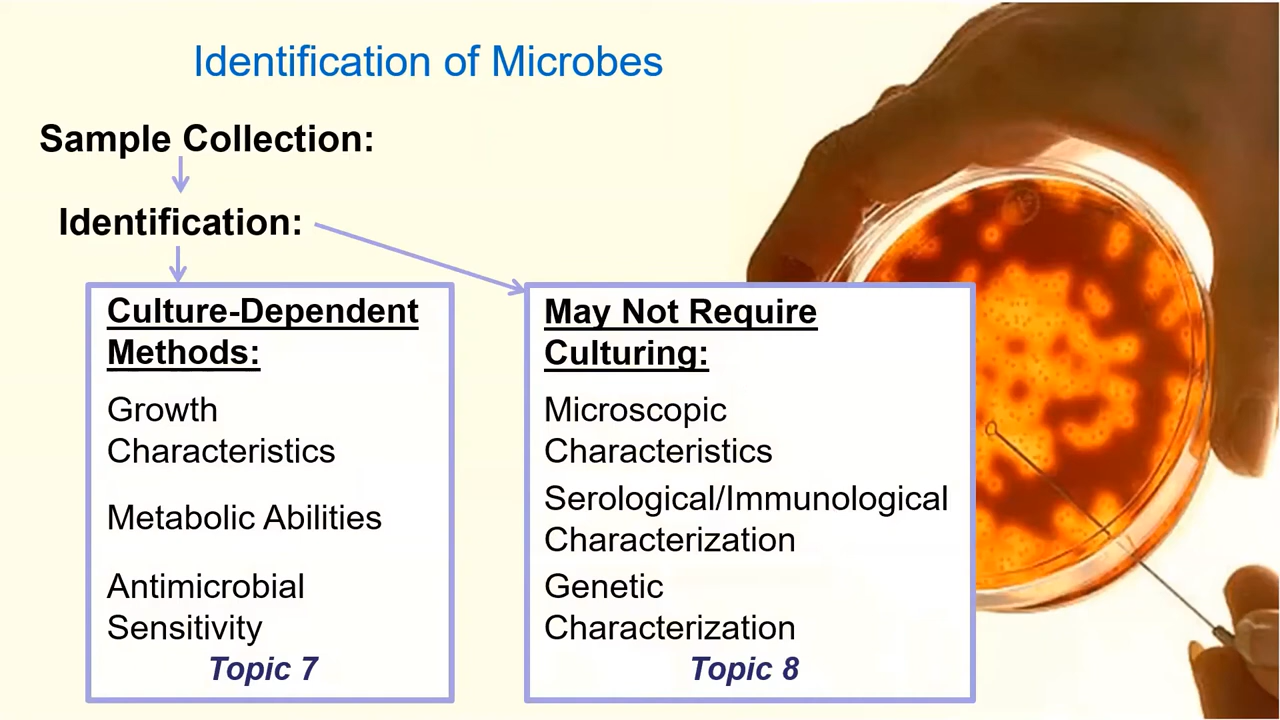 Identification of Microbes
Sample Collection:
Identification:
Culture-Dependent
Methods:
Growth
Characteristics
Metabolic Abilities
Antimicrobial
Sensitivity
Topic 7
May Not Require
Culturing:
Microscopic
Characteristics
Serological/Immunological
Characterization
Genetic
Characterization
Topic 8